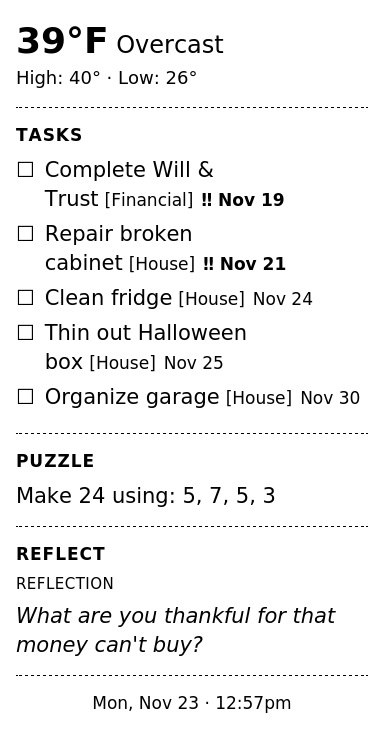 39°F Overcast
High: 40° · Low: 26°
TASKS
☐ Complete Will &
Trust [Financial] ‼ Nov 19
☐ Repair broken
cabinet [House] ‼ Nov 21
☐ Clean fridge [House] Nov 24
☐ Thin out Halloween
box [House] Nov 25
☐ Organize garage [House] Nov 30
PUZZLE
Make 24 using: 5, 7, 5, 3
REFLECT
REFLECTION
What are you thankful for that
money can't buy?
Mon, Nov 23 · 12:57pm